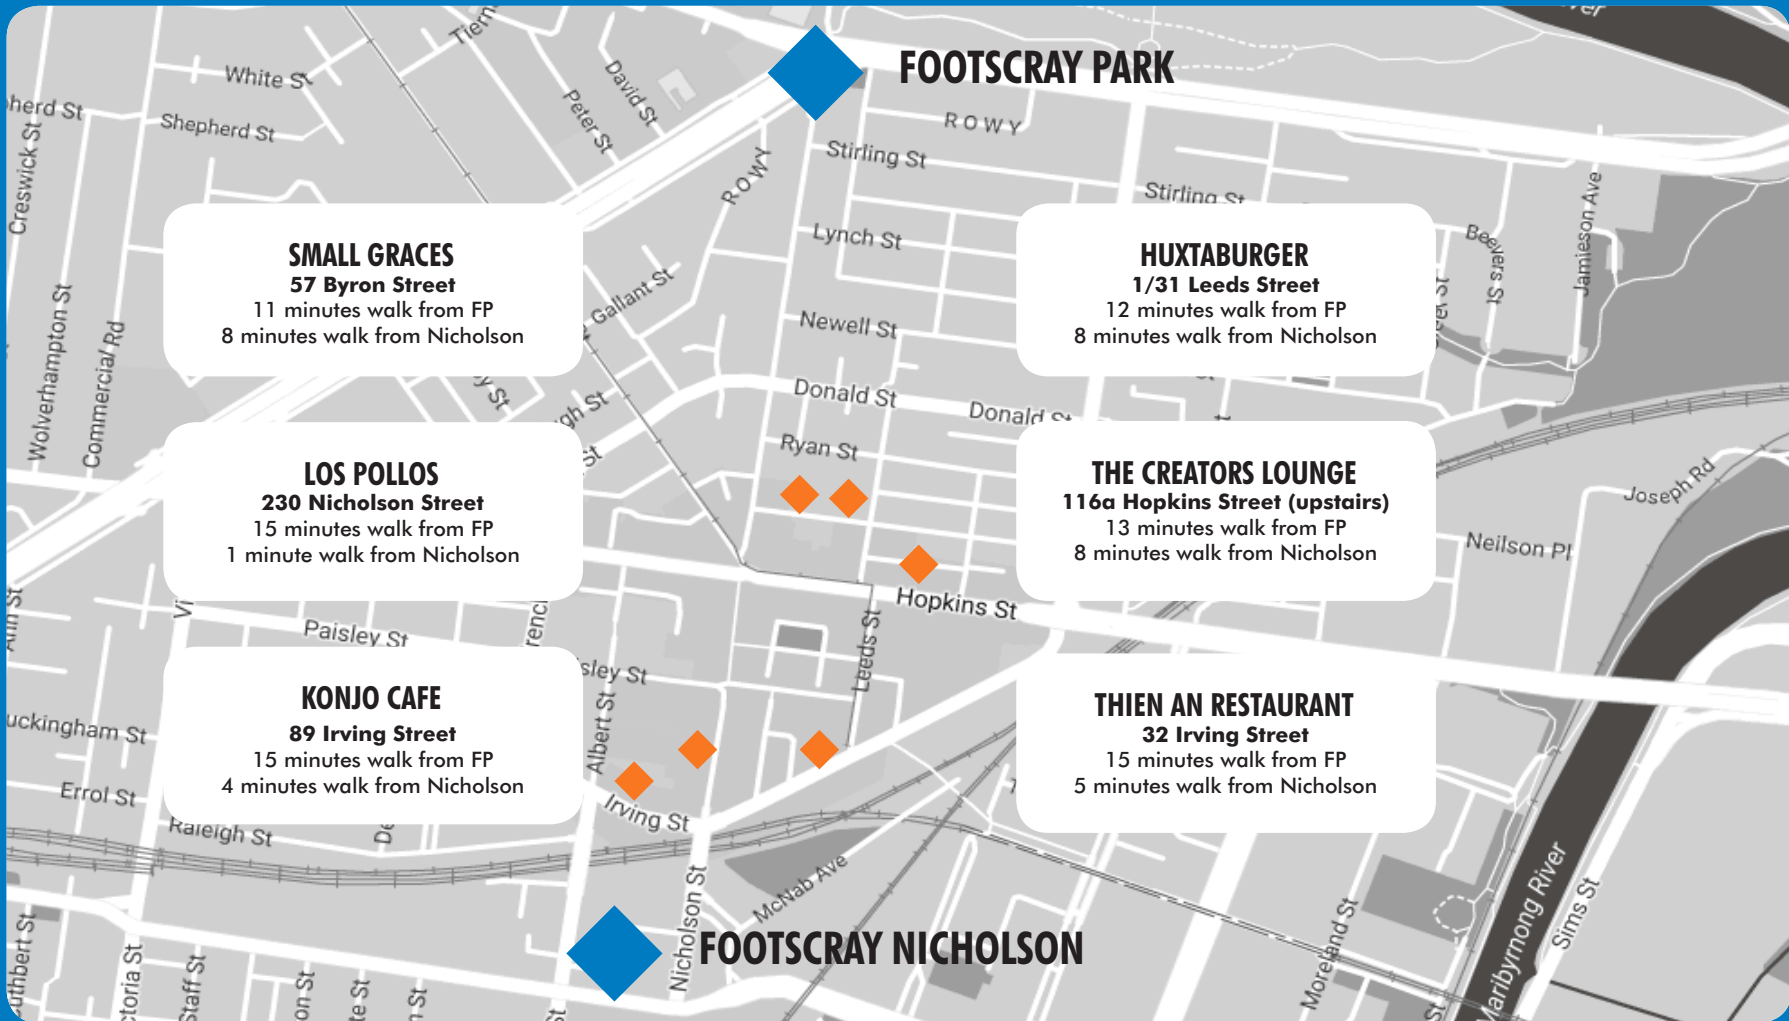 FOOTSCRAY PARK
White St
David St
Peter St
Shepherd St
Creswick St
ROWY
ROWY
Stirling St
Stirling St
Lynch St
Jamieson Ave
Beevers St
SMALL GRACES
57 Byron Street
11 minutes walk from FP
8 minutes walk from Nicholson
HUXTABURGER
1/31 Leeds Street
12 minutes walk from FP
8 minutes walk from Nicholson
Gallant St
Newell St
Wolverhampton St
Commercial Rd
Donald St
Donald St
Ryan St
LOS POLLOS
230 Nicholson Street
15 minutes walk from FP
1 minute walk from Nicholson
THE CREATORS LOUNGE
116a Hopkins Street (upstairs)
13 minutes walk from FP
8 minutes walk from Nicholson
Joseph Rd
Neilson Pl
Hopkins St
Paisley St
Leeds St
Albert St
KONJO CAFE
89 Irving Street
15 minutes walk from FP
4 minutes walk from Nicholson
THIEN AN RESTAURANT
32 Irving Street
15 minutes walk from FP
5 minutes walk from Nicholson
Errol St
Raleigh St
Irving St
McNab Ave
Nicholson St
FOOTSCRAY NICHOLSON
Staff St
Moreland St
Maribyrnong River
Sims St